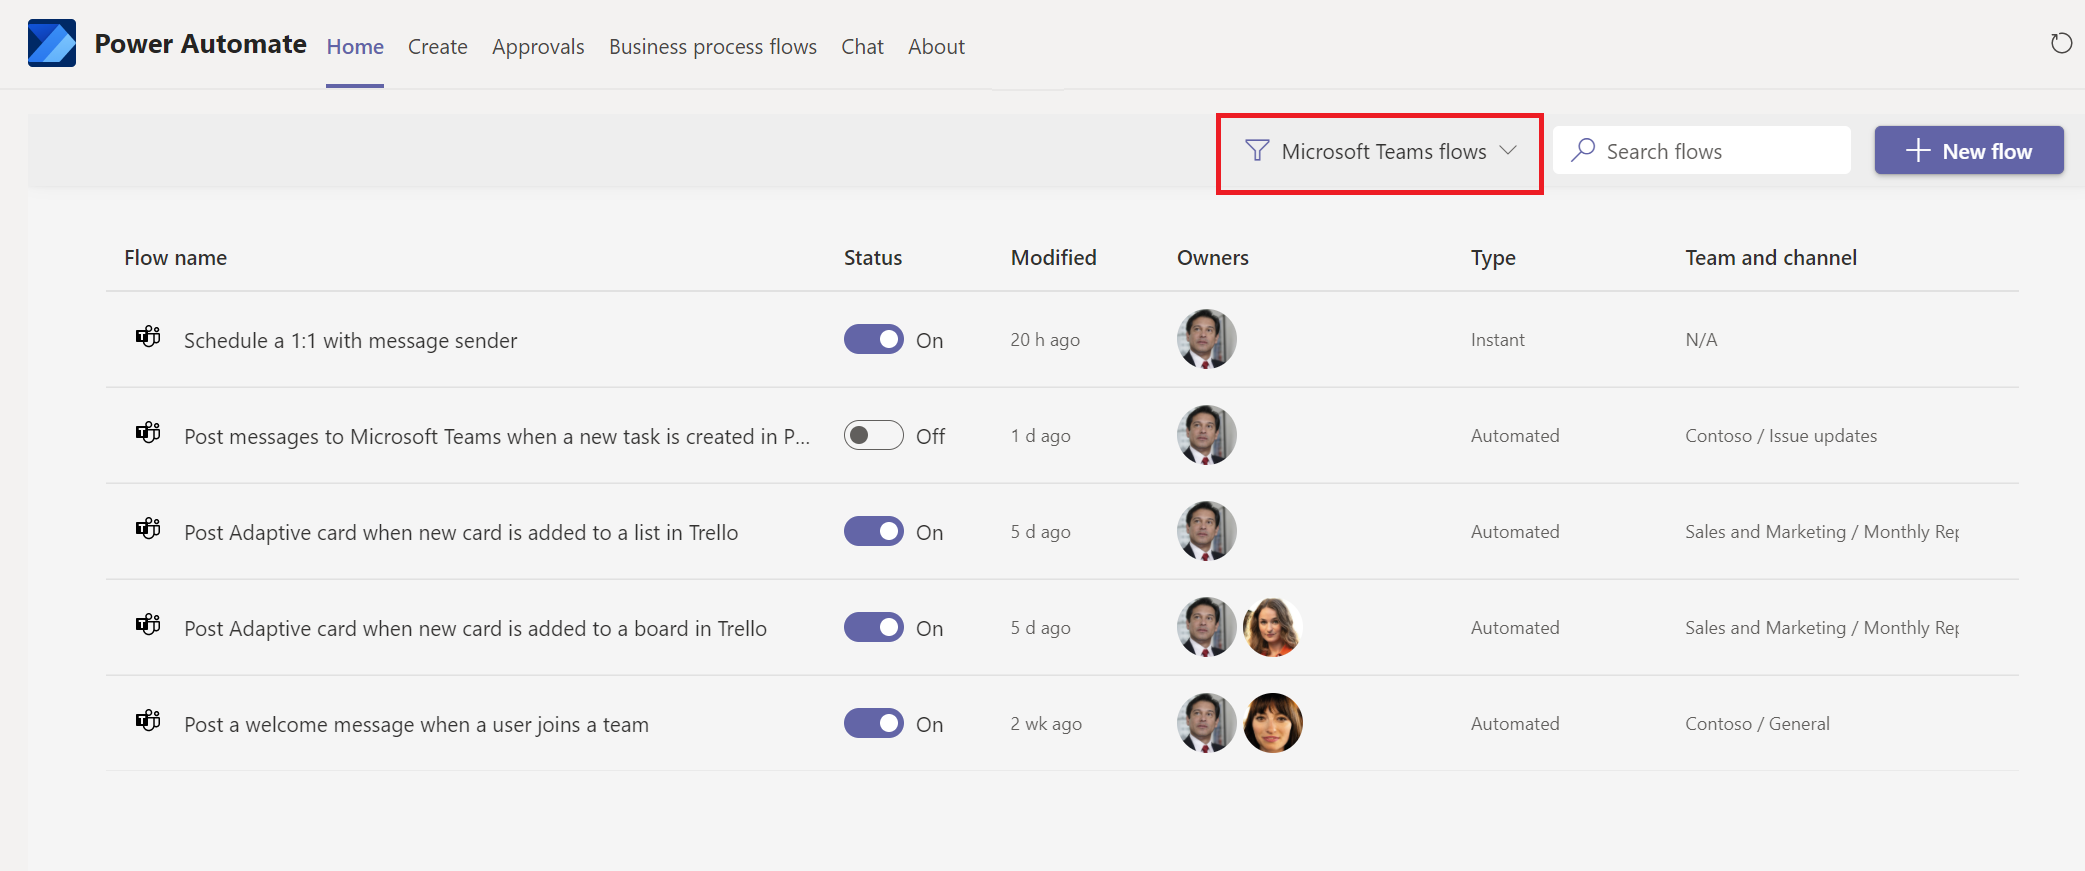 Power Automate Home Create Approvals Business process flows Chat About
Microsoft Teams flows Search flows New flow
Flow name Status Modified Owners Type Team and channel
Schedule a 1:1 with message sender On 20 h ago Instant N/A
Post messages to Microsoft Teams when a new task is created in P... Off 1 d ago Automated Contoso / Issue updates
Post Adaptive card when new card is added to a list in Trello On 5 d ago Automated Sales and Marketing / Monthly Rep
Post Adaptive card when new card is added to a board in Trello On 5 d ago Automated Sales and Marketing / Monthly Rep
Post a welcome message when a user joins a team On 2 wk ago Automated Contoso / General